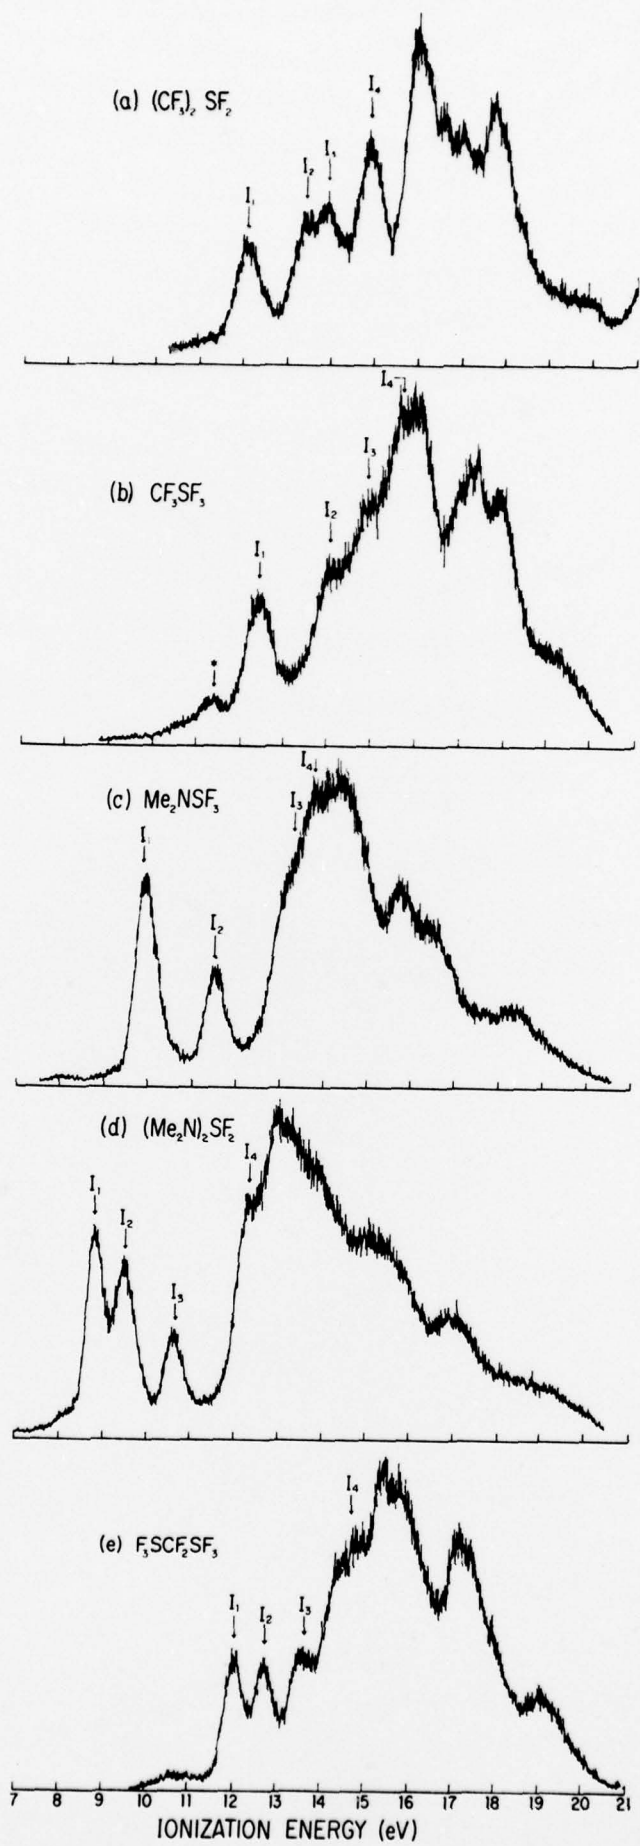 (a) (CF₃)₂ SF₂
I₁ I₂ I₃ I₄
(b) CF₃SF₃
* I₁ I₂ I₃ I₄
(c) Me₂NSF₃
I₁ I₂ I₃ I₄
(d) (Me₂N)₂SF₂
I₁ I₂ I₃ I₄
(e) F₃SCF₂SF₃
I₁ I₂ I₃ I₄
7 8 9 10 11 12 13 14 15 16 17 18 19 20 21
IONIZATION ENERGY (eV)